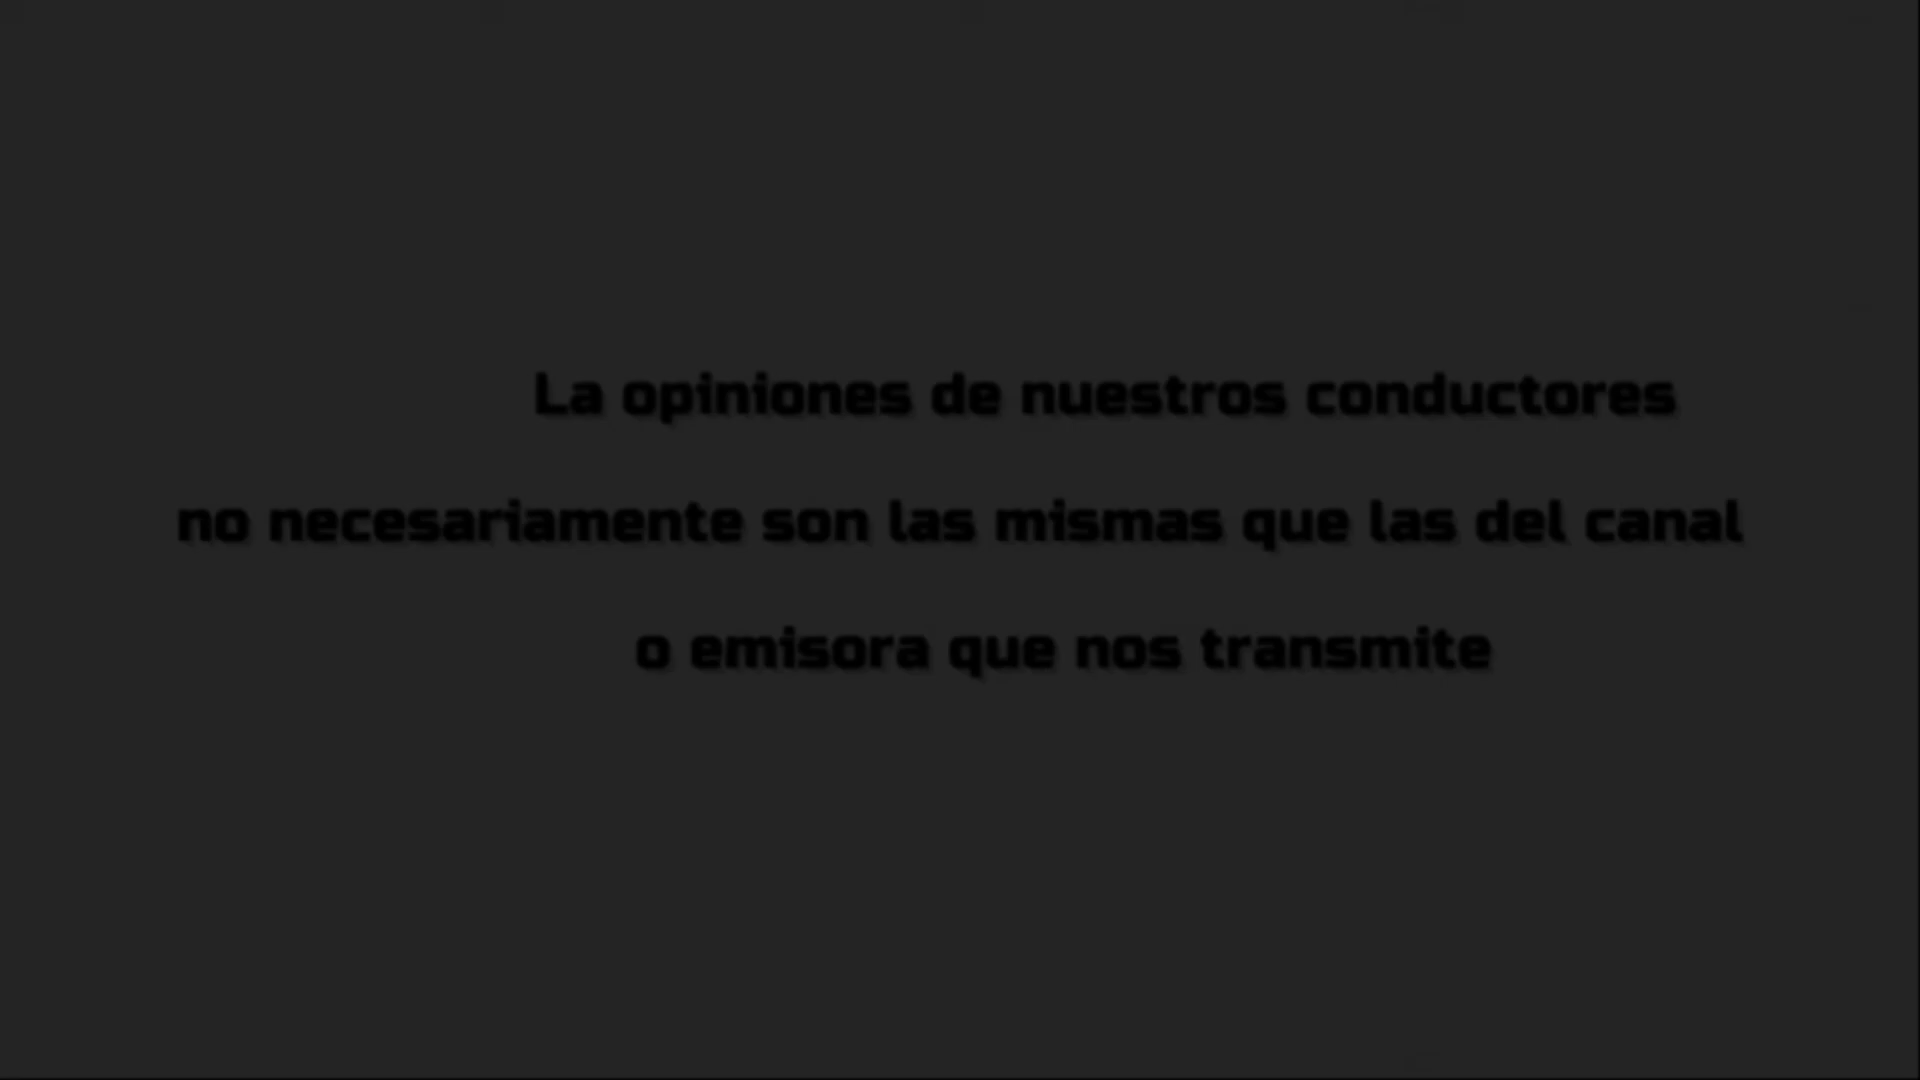 La opiniones de nuestros conductores
no necesariamente son las mismas que las del canal
o emisora que nos transmite